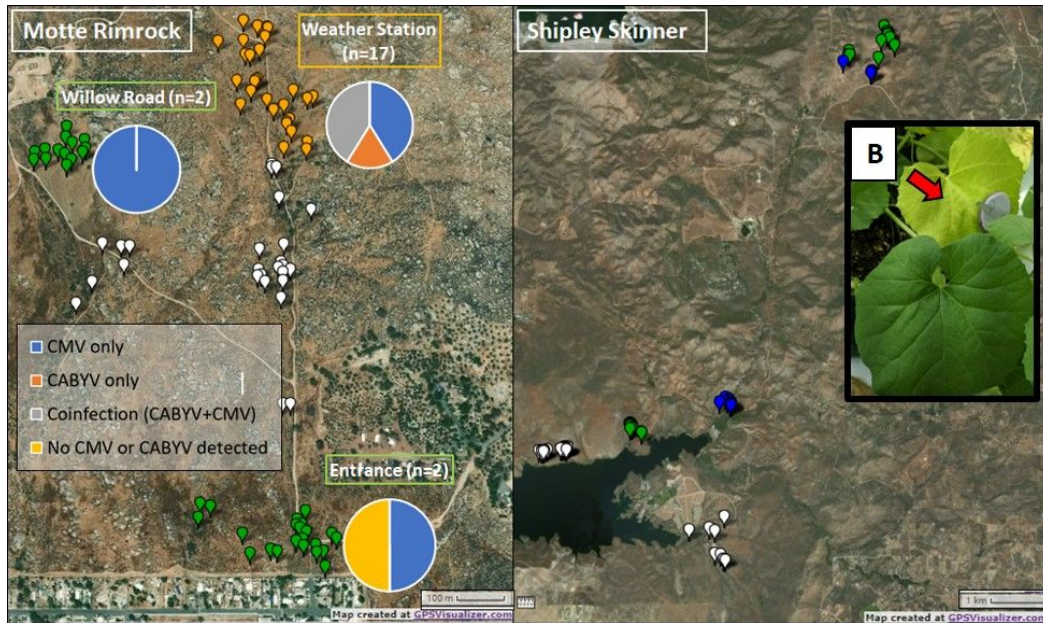 Motte Rimrock
Weather Station
(n=17)
Willow Road (n=2)
CMV only
CABYV only
Coinfection (CABYV+CMV)
No CMV or CABYV detected
Entrance (n=2)
100 m
Map created at GPSVisualizer.com
Shipley Skinner
B
1 km
Map created at GPSVisualizer.com